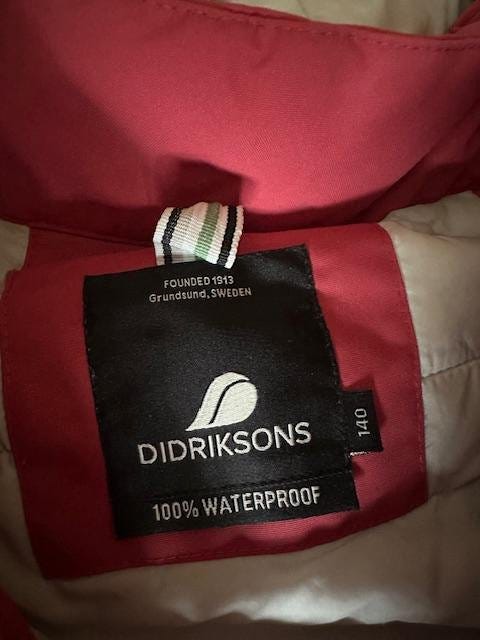 FOUNDED 1913
Grundsund, SWEDEN
DIDRIKSONS
140
100% WATERPROOF